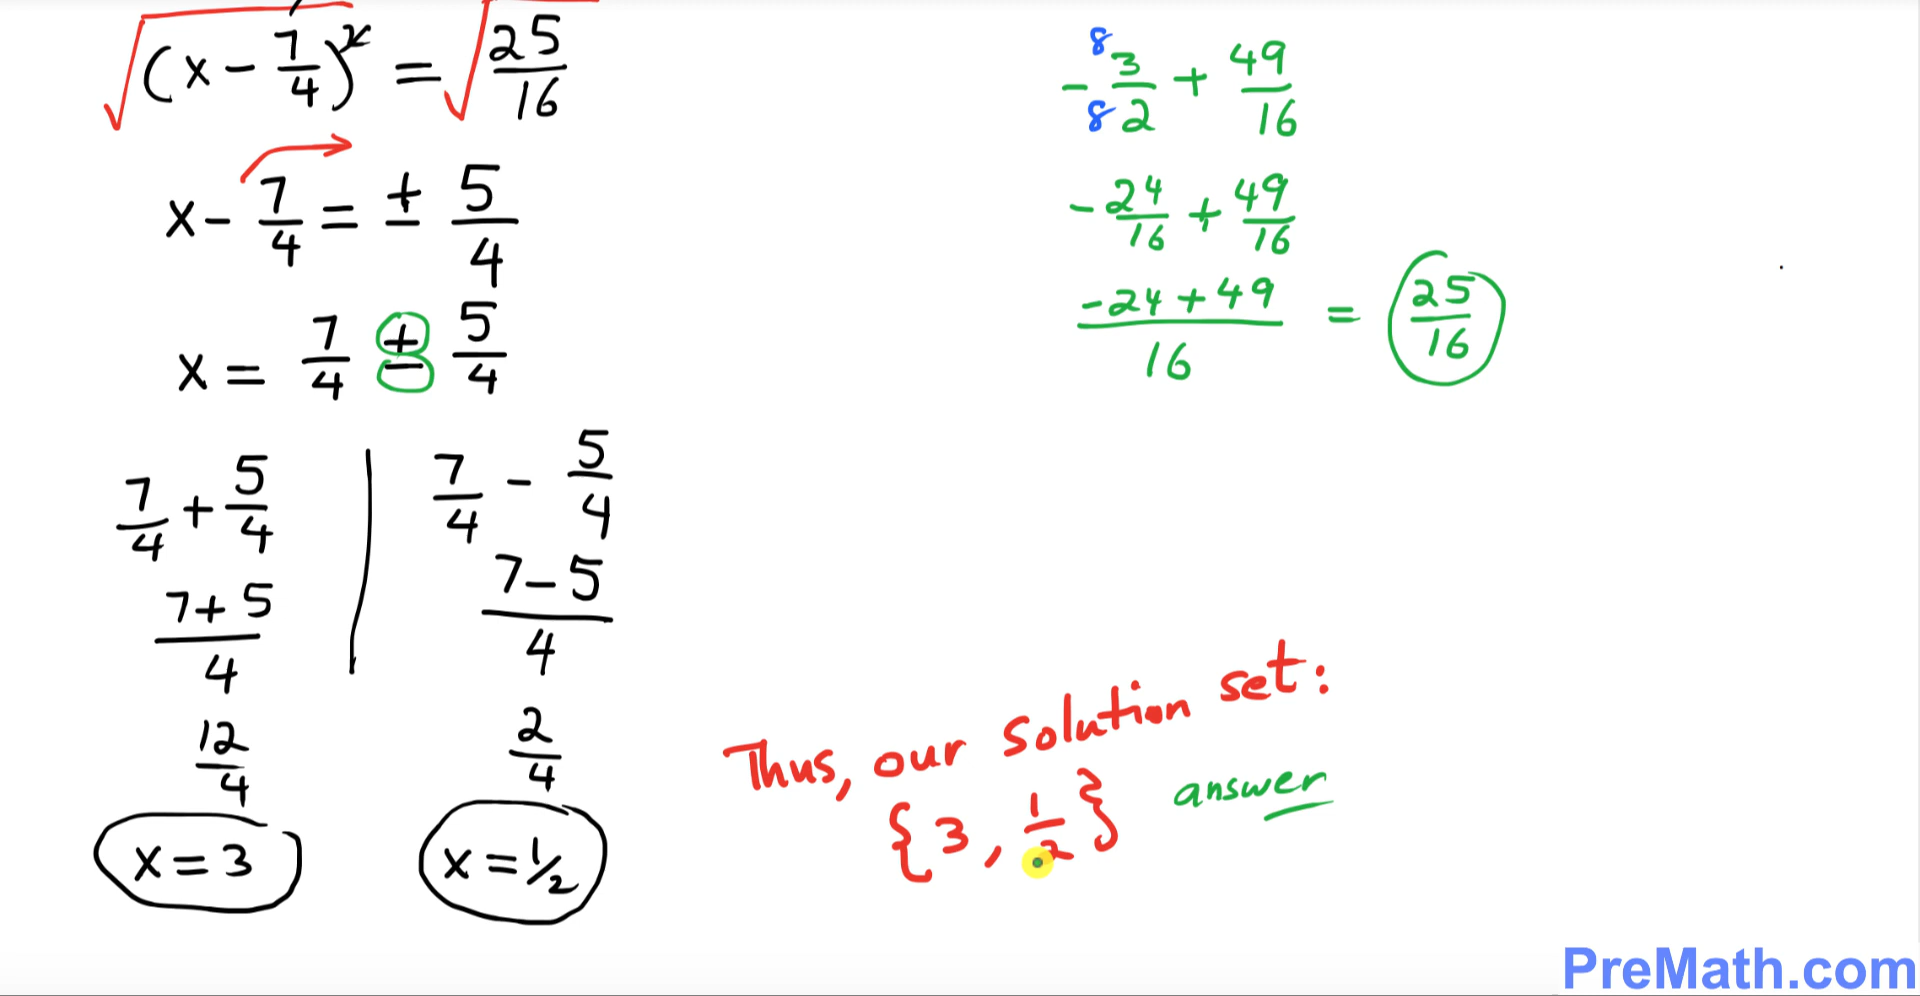 √(x - 7/4)² = √25/16
x - 7/4 = ± 5/4
x = 7/4 ± 5/4
7/4 + 5/4
7+5/4
12/4
x = 3
7/4 - 5/4
7-5/4
2/4
x = 1/2
- 8 3/8 2 + 49/16
- 24/16 + 49/16
-24 + 49/16 = 25/16
Thus, our solution set:
{3, 1/2} answer
PreMath.com